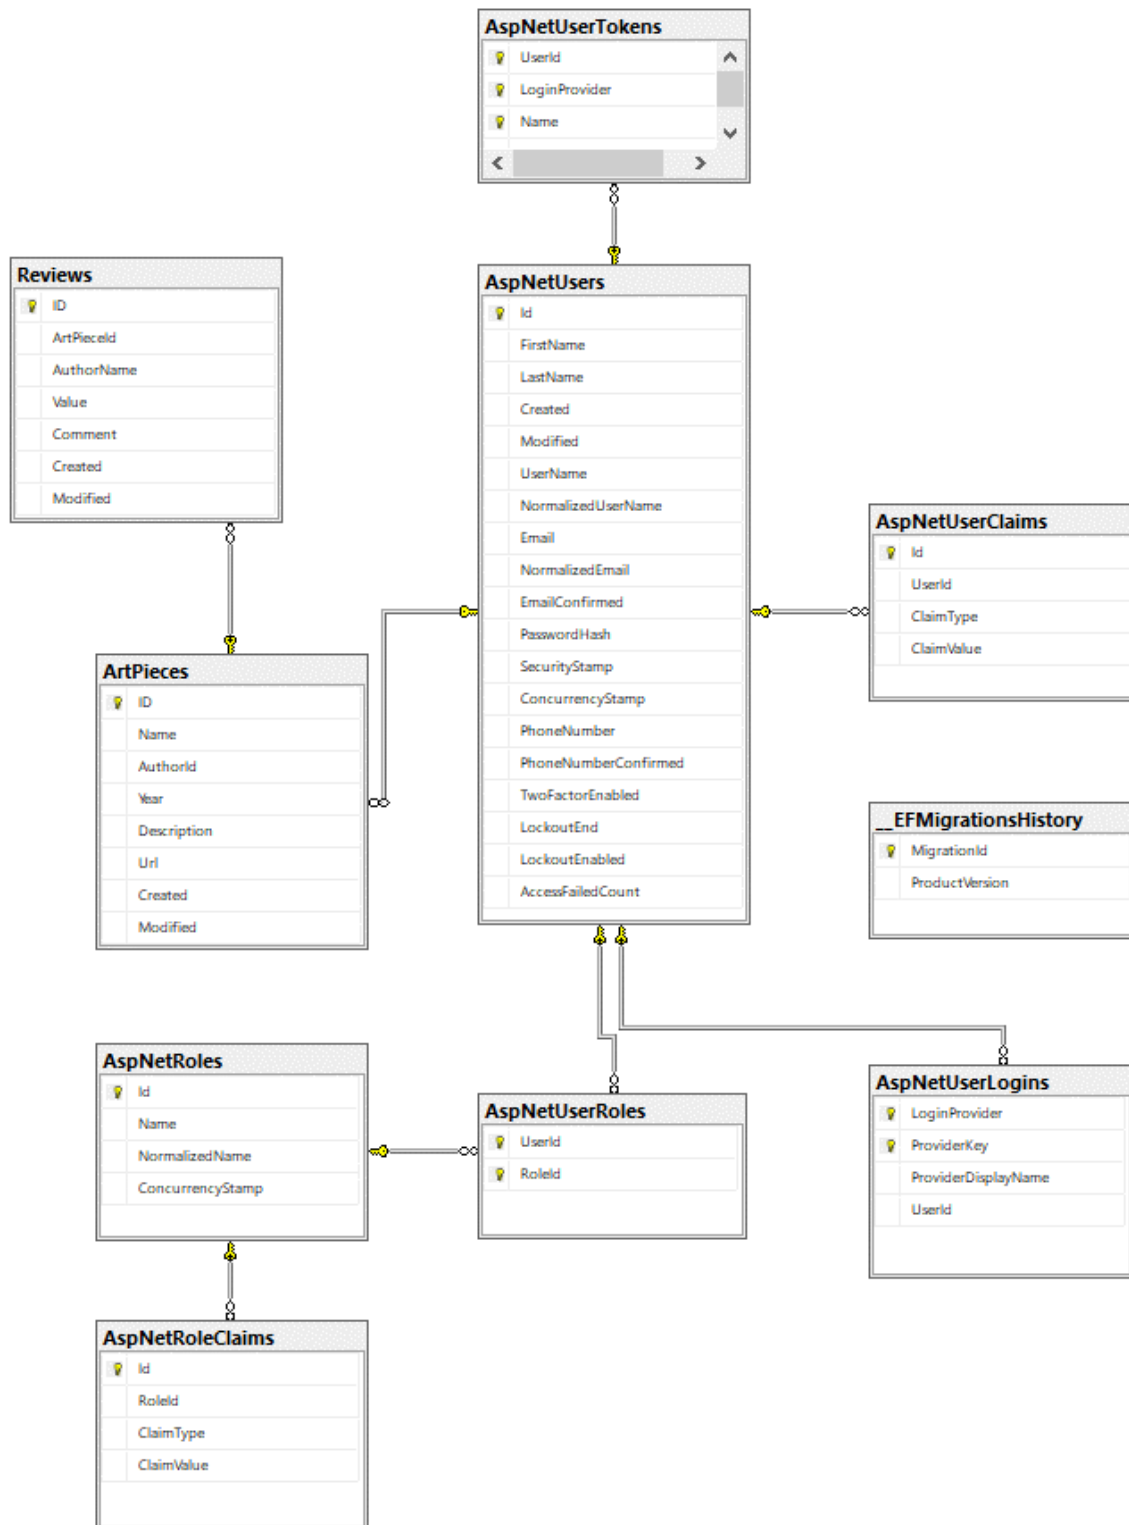 AspNetUserTokens
UserId
LoginProvider
Name
Reviews
ID
ArtPieceId
AuthorName
Value
Comment
Created
Modified
AspNetUsers
Id
FirstName
LastName
Created
Modified
UserName
NormalizedUserName
Email
NormalizedEmail
EmailConfirmed
PasswordHash
SecurityStamp
ConcurrencyStamp
PhoneNumber
PhoneNumberConfirmed
TwoFactorEnabled
LockoutEnd
LockoutEnabled
AccessFailedCount
AspNetUserClaims
Id
UserId
ClaimType
ClaimValue
ArtPieces
ID
Name
AuthorId
Year
Description
Url
Created
Modified
__EFMigrationsHistory
MigrationId
ProductVersion
AspNetRoles
Id
Name
NormalizedName
ConcurrencyStamp
AspNetUserRoles
UserId
RoleId
AspNetUserLogins
LoginProvider
ProviderKey
ProviderDisplayName
UserId
AspNetRoleClaims
Id
RoleId
ClaimType
ClaimValue